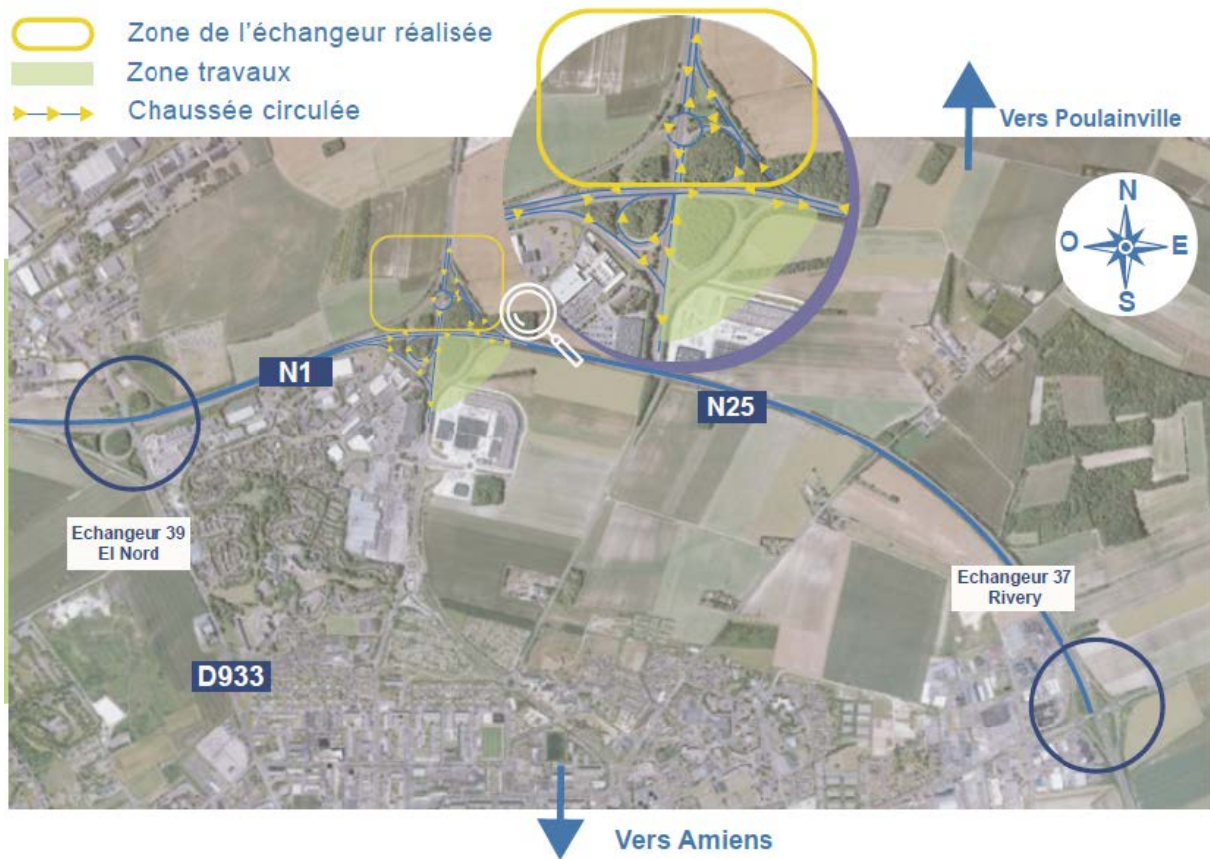 Zone de l'échangeur réalisée
Zone travaux
Chaussée circulée
Vers Poulainville
N
O
E
S
N1
N25
Echangeur 39
EI Nord
Echangeur 37
Rivery
D933
Vers Amiens